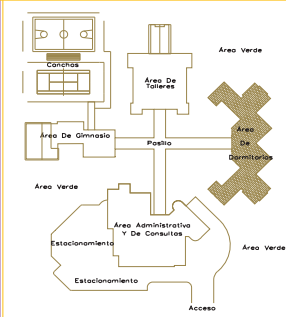 Área Verde
Canchas
Área De
Talleres
Área De Gimnasio
Pasillo
Área
De
Dormitorios
Área Verde
Área Administrativa
Y De Consultas
Estacionamiento
Área Verde
Estacionamiento
Acceso